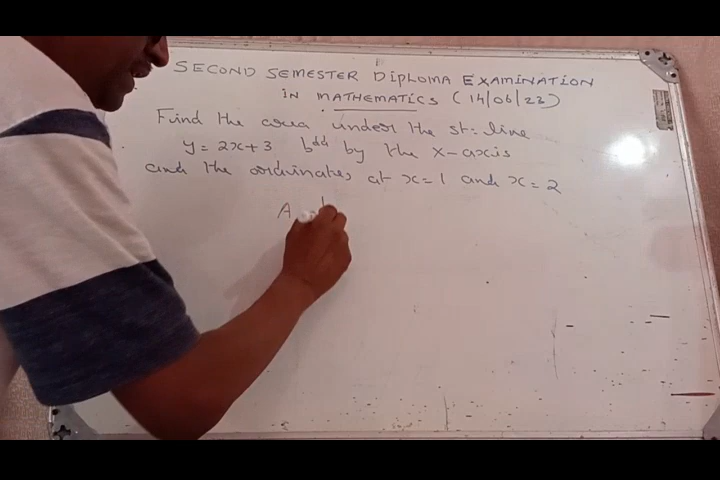 SECOND SEMESTER DIPLOMA EXAMINATION
IN MATHEMATICS (14/06/23)
Find the area under the st: line
y = 2x+3 bdd by the x-axis
and the ordinates at x=1 and x=2
A